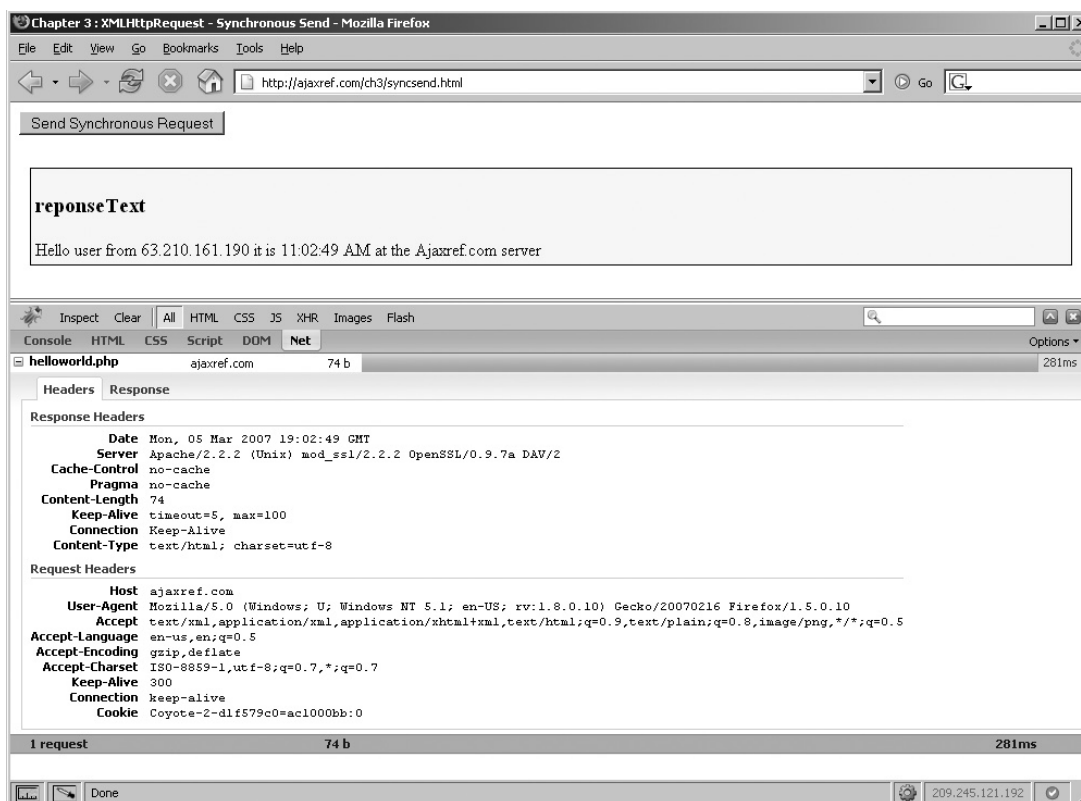 Chapter 3 : XMLHttpRequest - Synchronous Send - Mozilla Firefox
File Edit View Go Bookmarks Tools Help
http://ajaxref.com/ch3/syncsend.html Go G
Send Synchronous Request
reponseText
Hello user from 63.210.161.190 it is 11:02:49 AM at the Ajaxref.com server
Inspect Clear All HTML CSS JS XHR Images Flash
Console HTML CSS Script DOM Net Options
helloworld.php ajaxref.com 74 b 281ms
Headers Response
Response Headers
Date Mon, 05 Mar 2007 19:02:49 GMT
Server Apache/2.2.2 (Unix) mod_ssl/2.2.2 OpenSSL/0.9.7a DAV/2
Cache-Control no-cache
Pragma no-cache
Content-Length 74
Keep-Alive timeout=5, max=100
Connection Keep-Alive
Content-Type text/html; charset=utf-8
Request Headers
Host ajaxref.com
User-Agent Mozilla/5.0 (Windows; U; Windows NT 5.1; en-US; rv:1.8.0.10) Gecko/20070216 Firefox/1.5.0.10
Accept text/xml,application/xml,application/xhtml+xml,text/html;q=0.9,text/plain;q=0.8,image/png,*/*;q=0.5
Accept-Language en-us,en;q=0.5
Accept-Encoding gzip,deflate
Accept-Charset ISO-8859-1,utf-8;q=0.7,*;q=0.7
Keep-Alive 300
Connection keep-alive
Cookie Coyote-2-d1f579c0=ac1000bb:0
1 request 74 b 281ms
Done 209.245.121.192